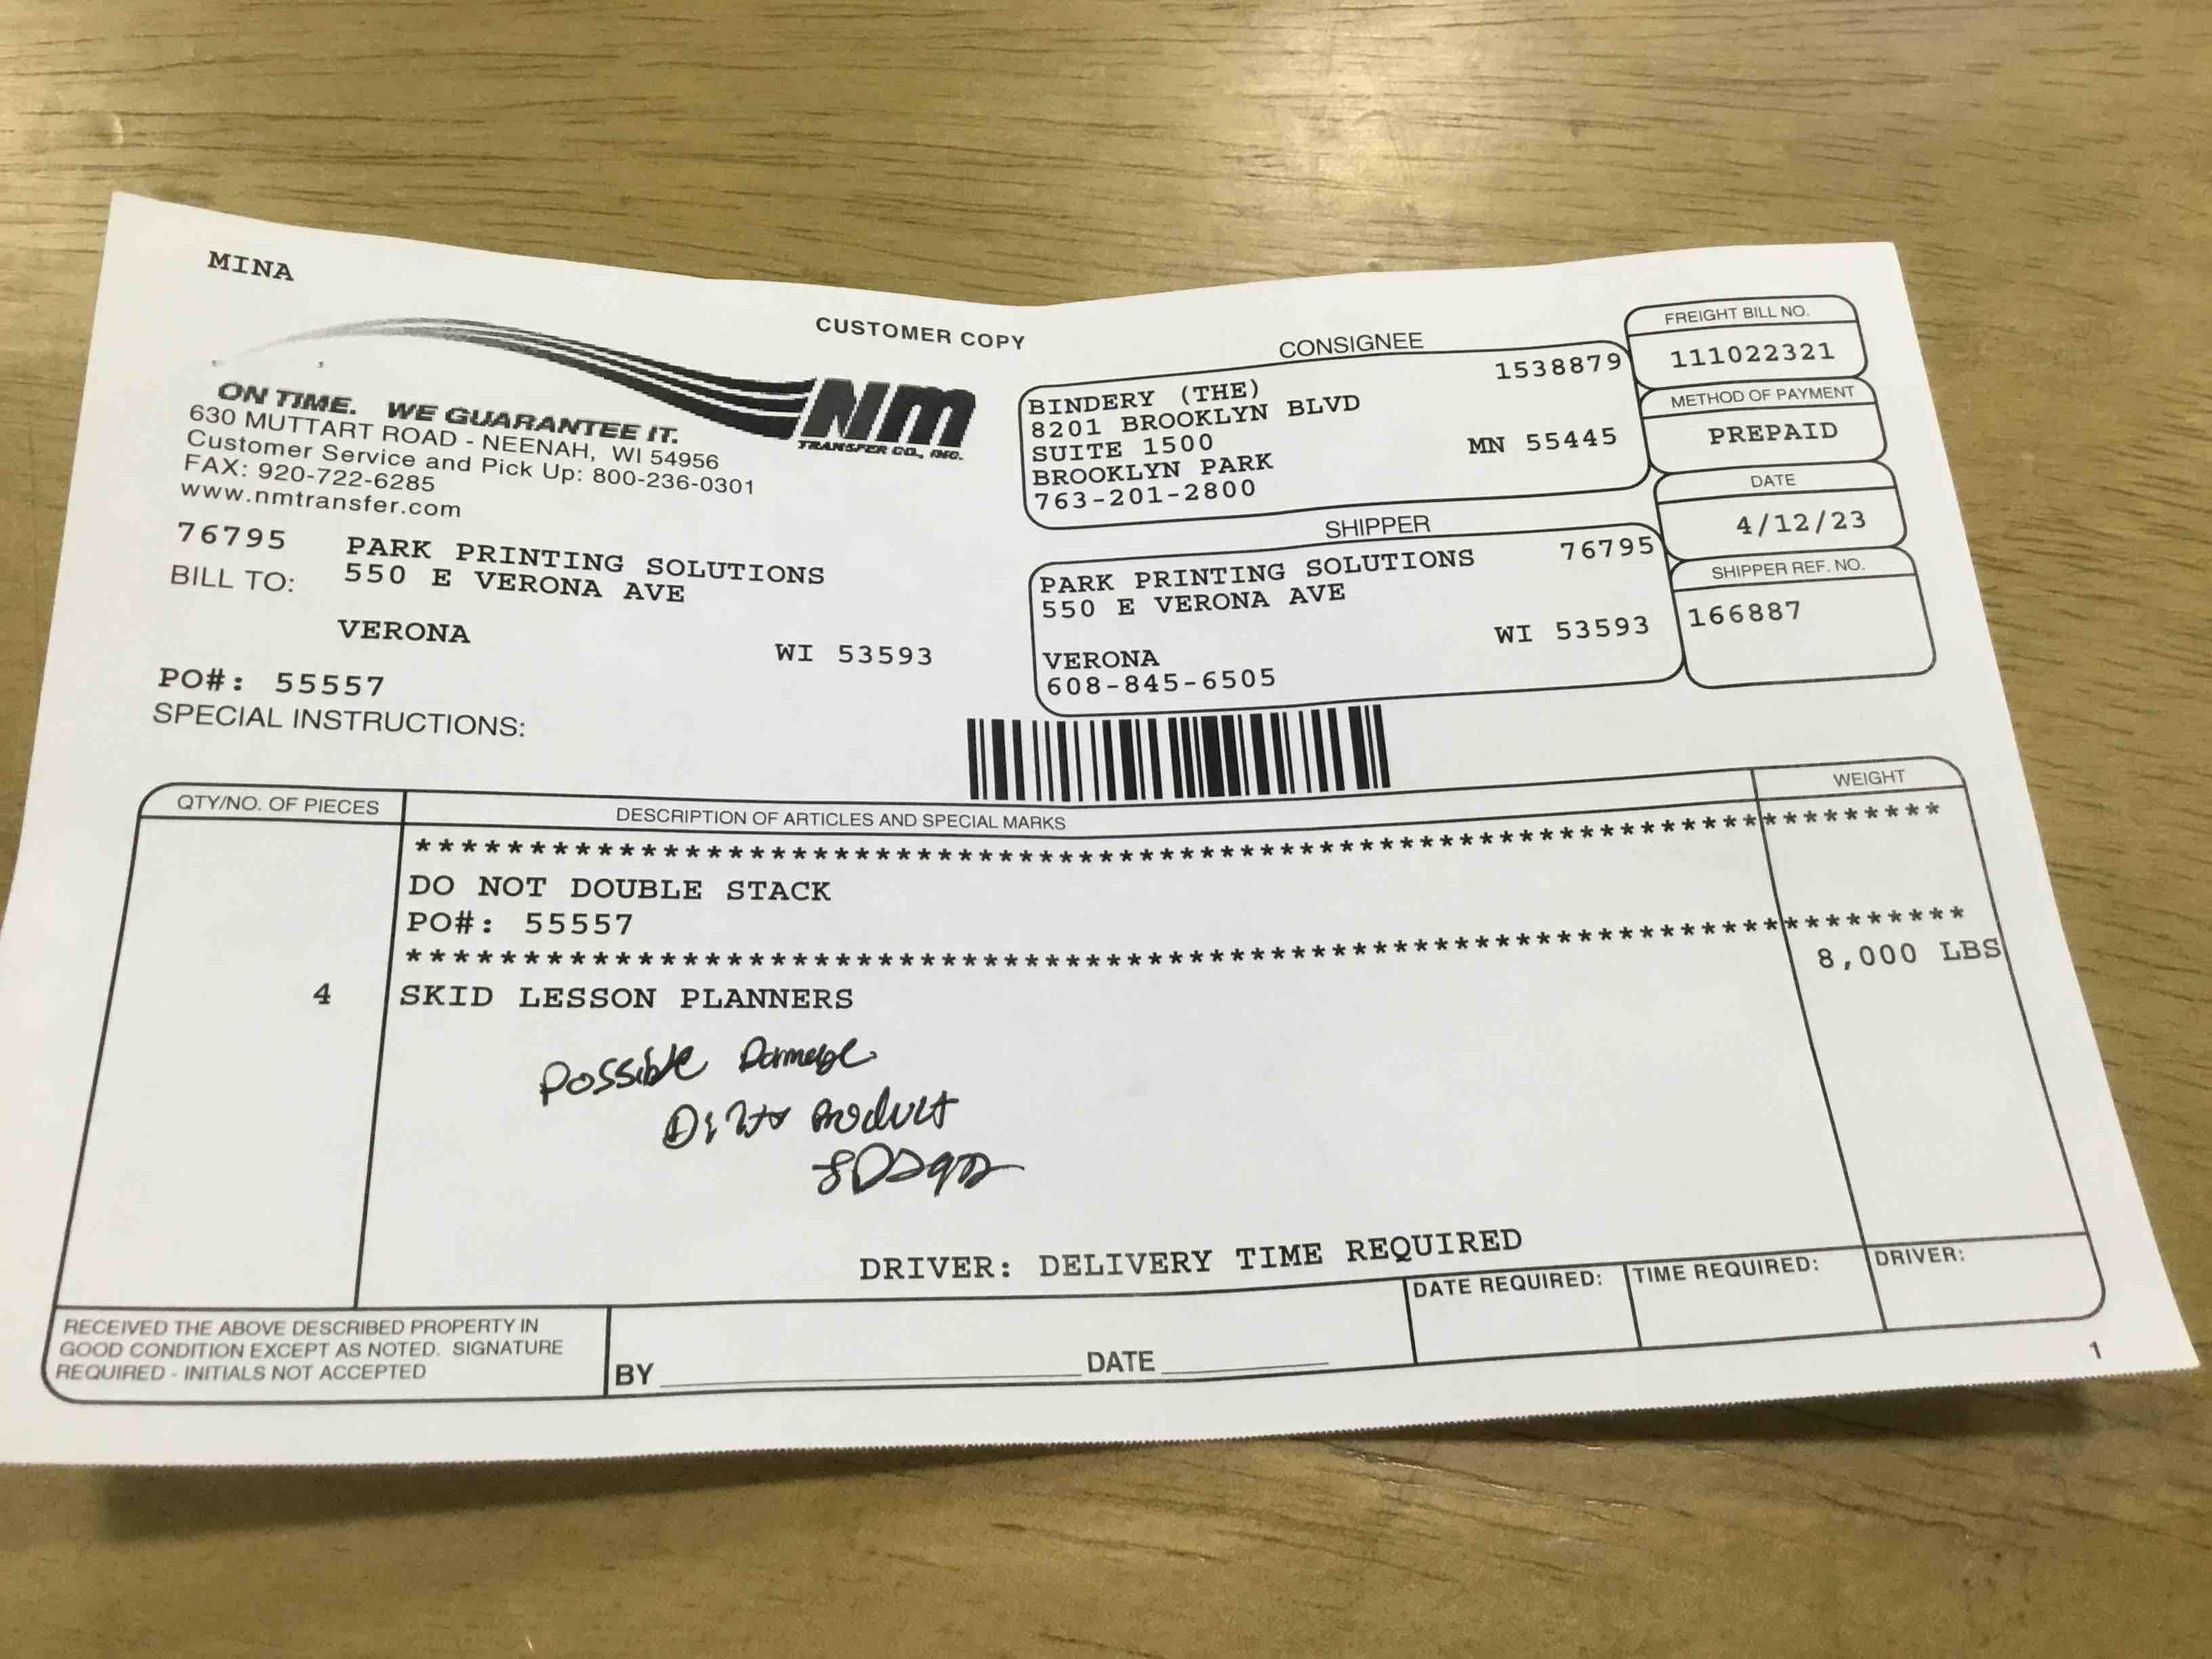 MINA
CUSTOMER COPY
NM
TRANSFER CO., INC.
ON TIME. WE GUARANTEE IT.
630 MUTTART ROAD - NEENAH, WI 54956
Customer Service and Pick Up: 800-236-0301
FAX: 920-722-6285
www.nmtransfer.com
76795 PARK PRINTING SOLUTIONS
BILL TO: 550 E VERONA AVE
VERONA WI 53593
PO#: 55557
SPECIAL INSTRUCTIONS:
CONSIGNEE
BINDERY (THE) 1538879
8201 BROOKLYN BLVD
SUITE 1500
BROOKLYN PARK MN 55445
763-201-2800
SHIPPER
PARK PRINTING SOLUTIONS 76795
550 E VERONA AVE
VERONA WI 53593
608-845-6505
FREIGHT BILL NO.
111022321
METHOD OF PAYMENT
PREPAID
DATE
4/12/23
SHIPPER REF. NO.
166887
QTY/NO. OF PIECES DESCRIPTION OF ARTICLES AND SPECIAL MARKS WEIGHT
DO NOT DOUBLE STACK
PO#: 55557
4 SKID LESSON PLANNERS 8,000 LBS
Possible Damage
Product
DRIVER: DELIVERY TIME REQUIRED
RECEIVED THE ABOVE DESCRIBED PROPERTY IN
GOOD CONDITION EXCEPT AS NOTED. SIGNATURE
REQUIRED - INITIALS NOT ACCEPTED
BY DATE
DATE REQUIRED: TIME REQUIRED: DRIVER:
1